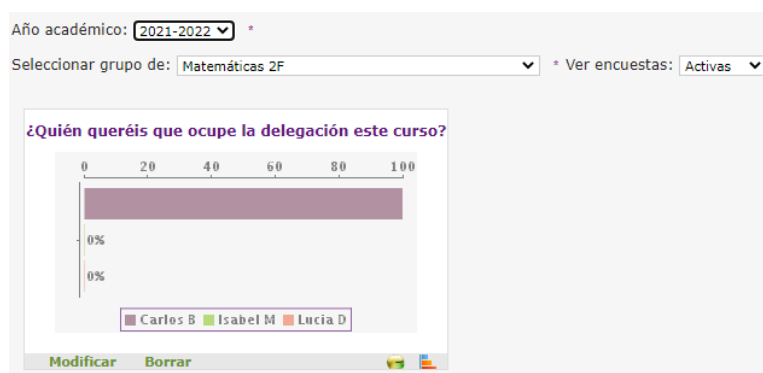 Año académico: 2021-2022 *
Seleccionar grupo de: Matemáticas 2F * Ver encuestas: Activas
¿Quién queréis que ocupe la delegación este curso?
0 20 40 60 80 100
0%
0%
Carlos B Isabel M Lucia D
Modificar Borrar